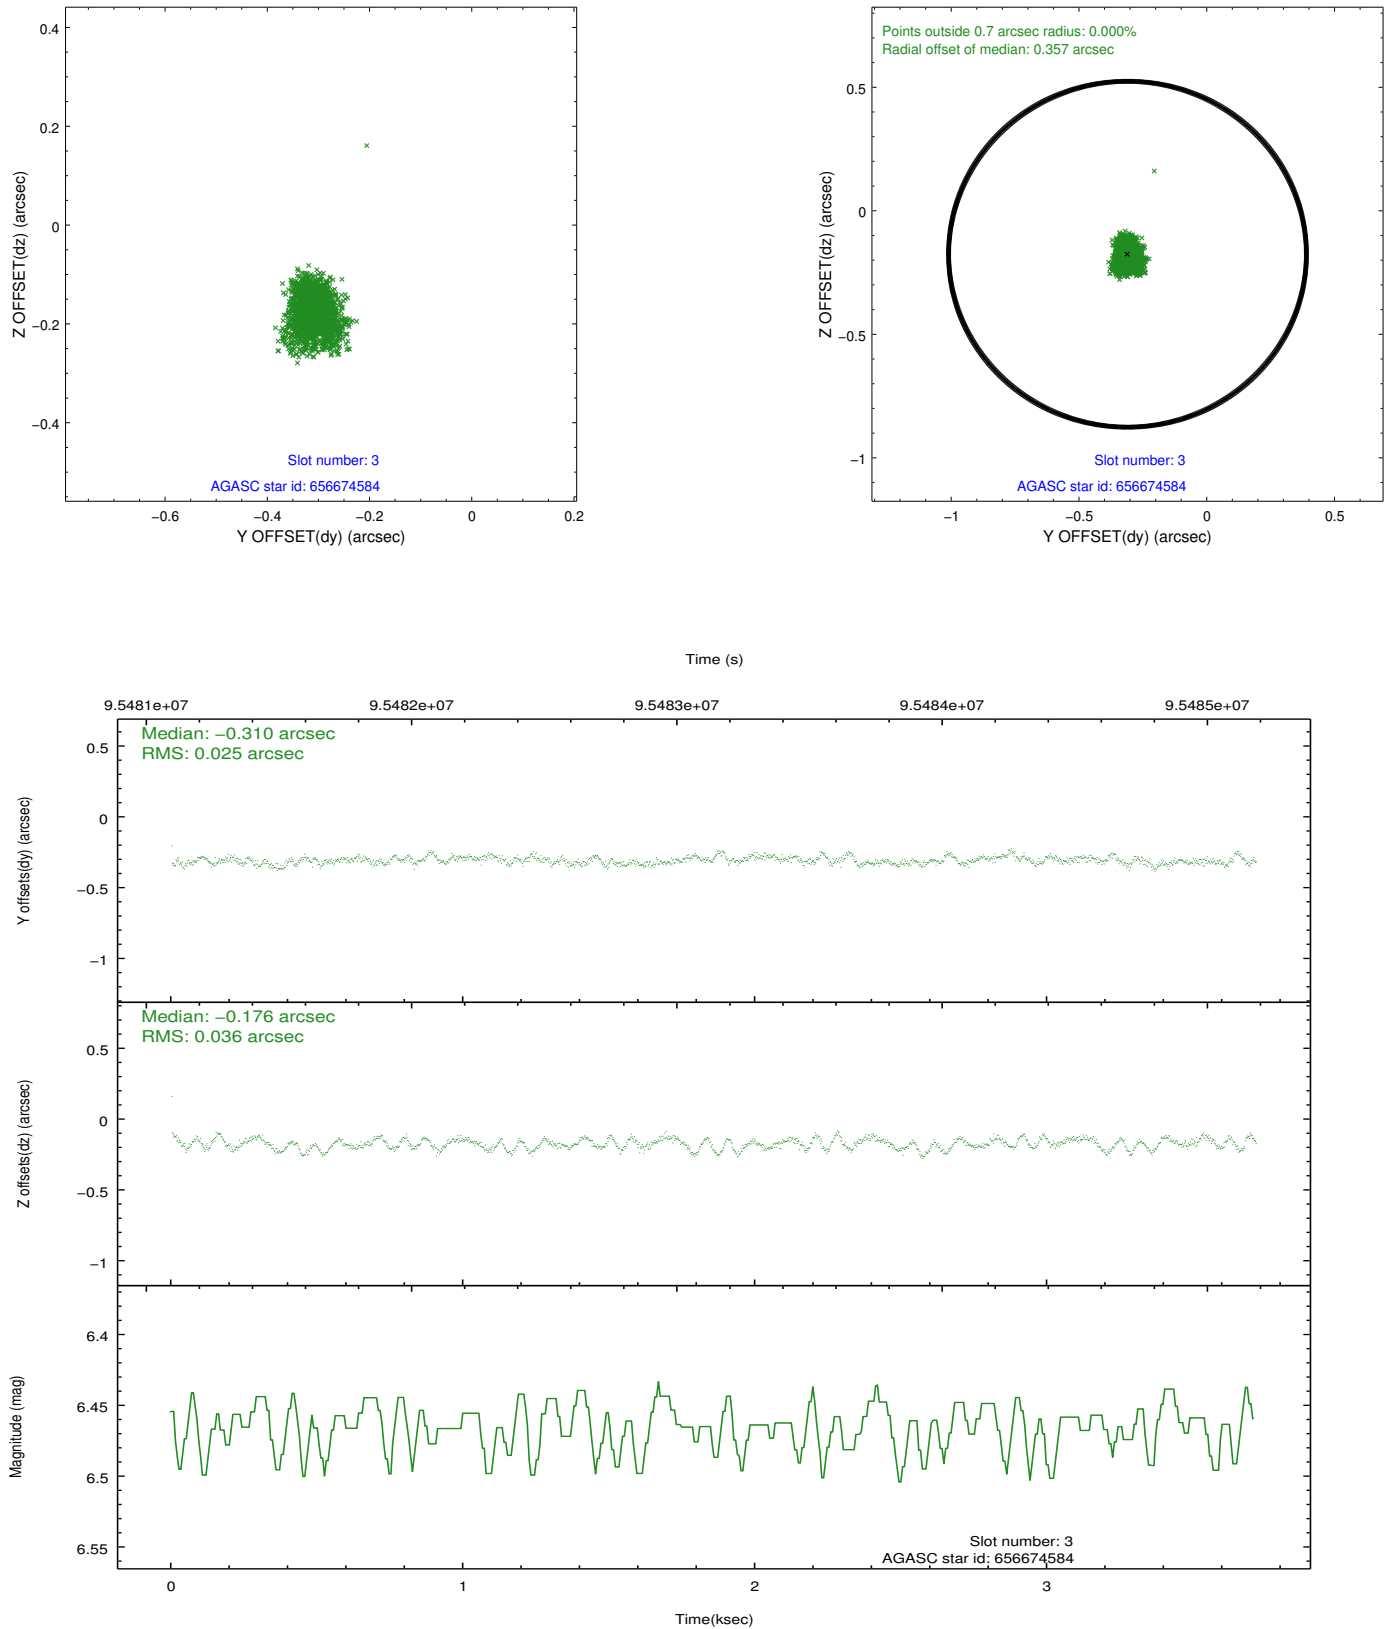 0.4
0.2
0
−0.2
−0.4
Z OFFSET(dz) (arcsec)
Slot number: 3
AGASC star id: 656674584
−0.6 −0.4 −0.2 0 0.2
Y OFFSET(dy) (arcsec)
Points outside 0.7 arcsec radius: 0.000%
Radial offset of median: 0.357 arcsec
0.5
0
−0.5
−1
Z OFFSET(dz) (arcsec)
Slot number: 3
AGASC star id: 656674584
−1 −0.5 0 0.5
Y OFFSET(dy) (arcsec)
Time (s)
9.5481e+07 9.5482e+07 9.5483e+07 9.5484e+07 9.5485e+07
Median: −0.310 arcsec
RMS: 0.025 arcsec
0.5
0
−0.5
−1
Y offsets(dy) (arcsec)
Median: −0.176 arcsec
RMS: 0.036 arcsec
0.5
0
−0.5
−1
Z offsets(dz) (arcsec)
6.4
6.45
6.5
6.55
Magnitude (mag)
Slot number: 3
AGASC star id: 656674584
0 1 2 3
Time(ksec)